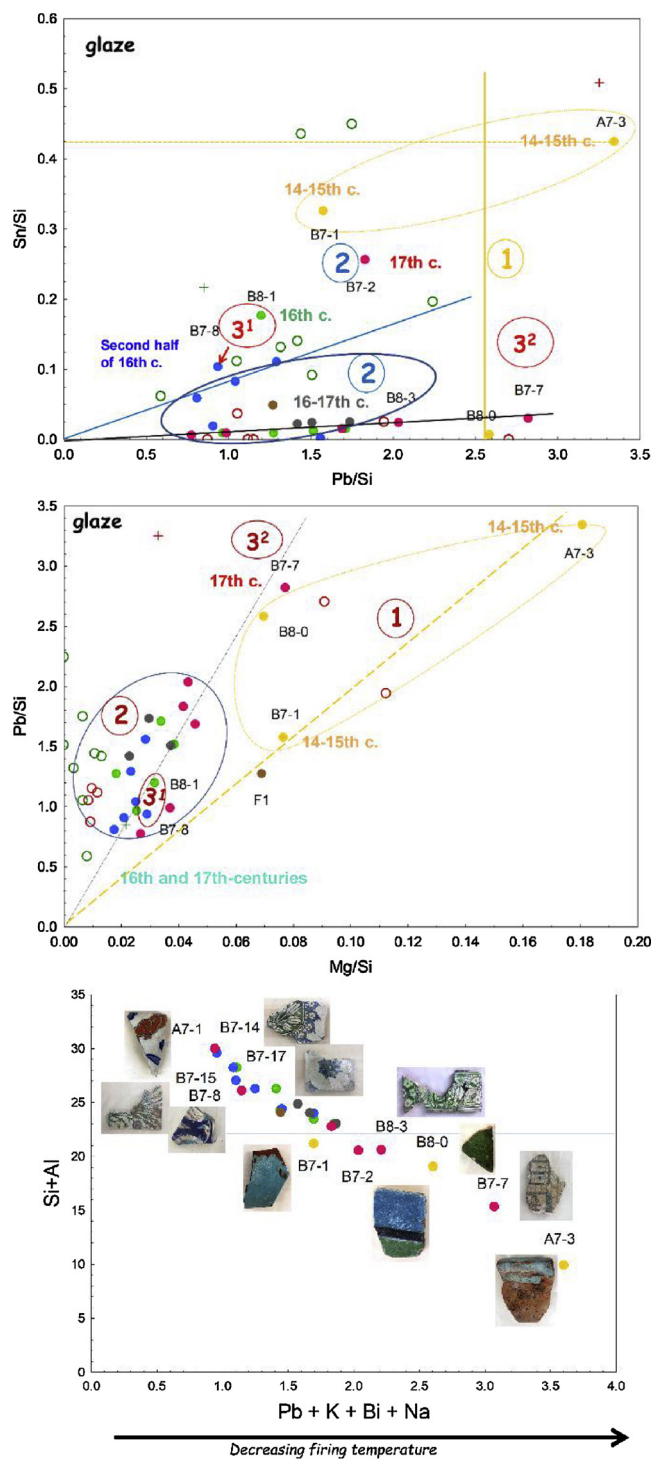 glaze
0.6
0.5
0.4
0.3
0.2
0.1
0.0
Sn/Si
A7-3
14-15th c.
14-15th c.
B7-1
2
17th c.
B7-2
1
B8-1
16th c.
3¹
B7-8
Second half
of 16th c.
2
3²
16-17th c.
B8-3
B7-7
B8-0
0.0 0.5 1.0 1.5 2.0 2.5 3.0 3.5
Pb/Si
glaze
3.5
3.0
2.5
2.0
1.5
1.0
0.5
0.0
Pb/Si
3²
14-15th c.
A7-3
B7-7
17th c.
B8-0
1
2
B7-1
14-15th c.
B8-1
F1
3¹
B7-8
16th and 17th-centuries
0.00 0.02 0.04 0.06 0.08 0.10 0.12 0.14 0.16 0.18 0.20
Mg/Si
35
30
25
20
15
10
5
0
Si+Al
A7-1
B7-14
B7-17
B7-15
B7-8
B8-3
B7-1
B8-0
B7-2
B7-7
A7-3
0.0 0.5 1.0 1.5 2.0 2.5 3.0 3.5 4.0
Pb + K + Bi + Na
Decreasing firing temperature